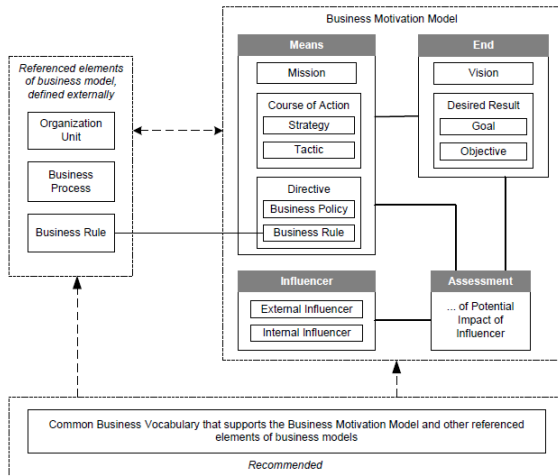 Business Motivation Model
Referenced elements
of business model,
defined externally
Organization
Unit
Business
Process
Business Rule
Means
Mission
Course of Action
Strategy
Tactic
Directive
Business Policy
Business Rule
End
Vision
Desired Result
Goal
Objective
Influencer
External Influencer
Internal Influencer
Assessment
... of Potential
Impact of
Influencer
Common Business Vocabulary that supports the Business Motivation Model and other referenced
elements of business models
Recommended